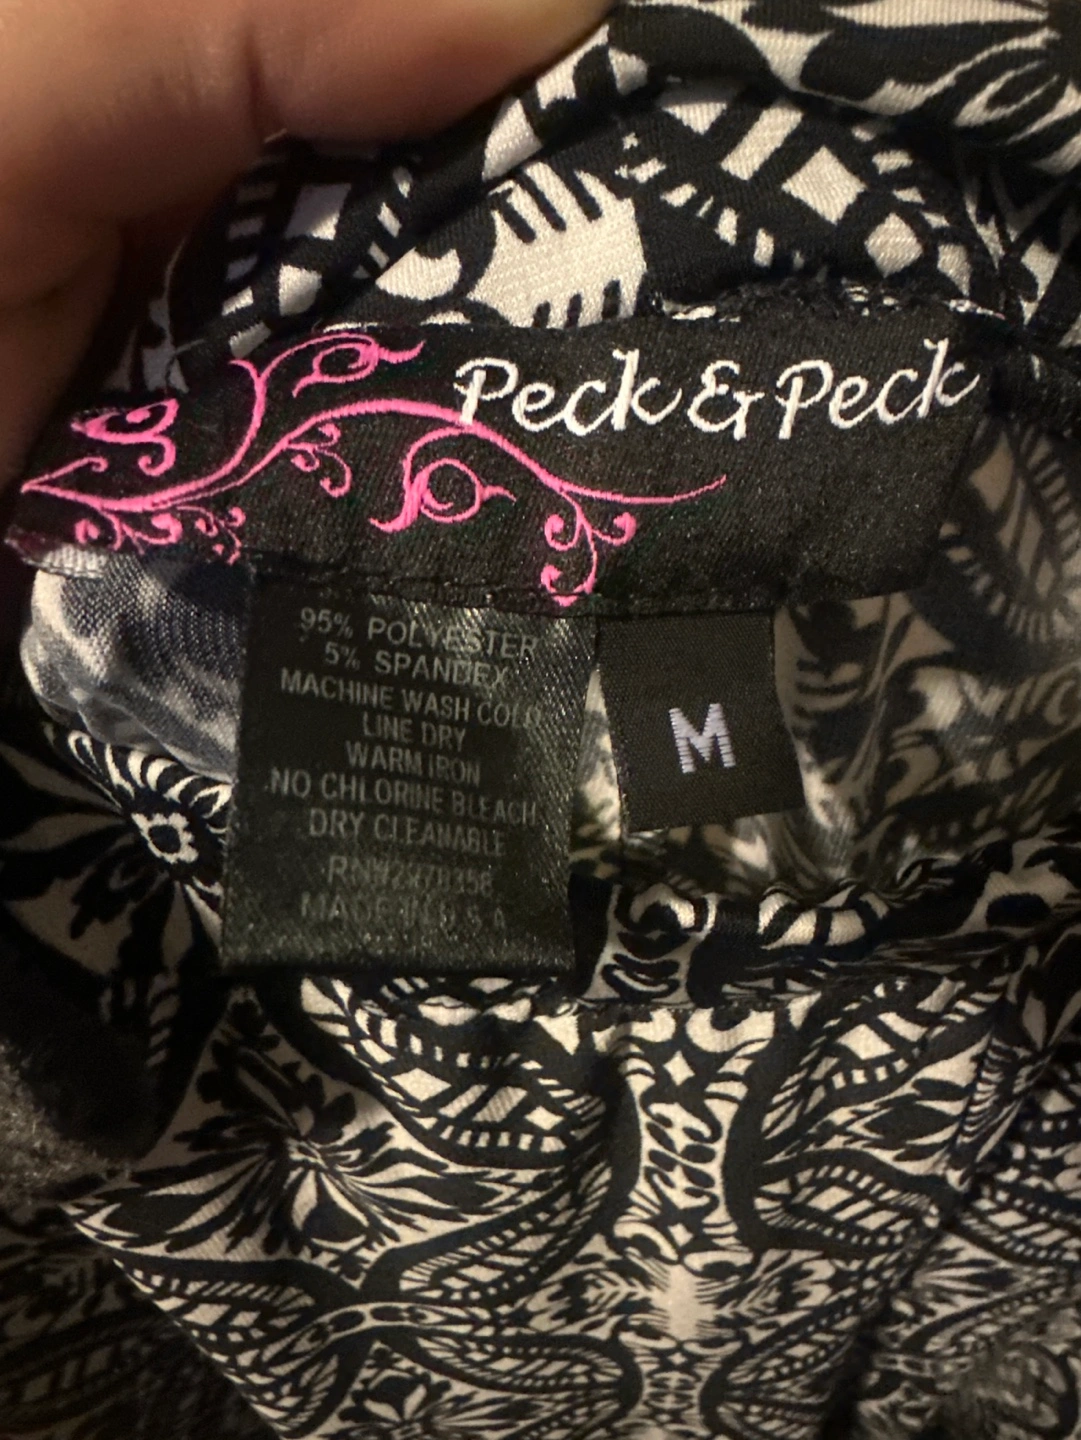 Peck & Peck
95% POLYESTER
5% SPANDEX
MACHINE WASH COLD
LINE DRY
WARM IRON
NO CHLORINE BLEACH
DRY CLEANABLE
MADE IN U.S.A
M